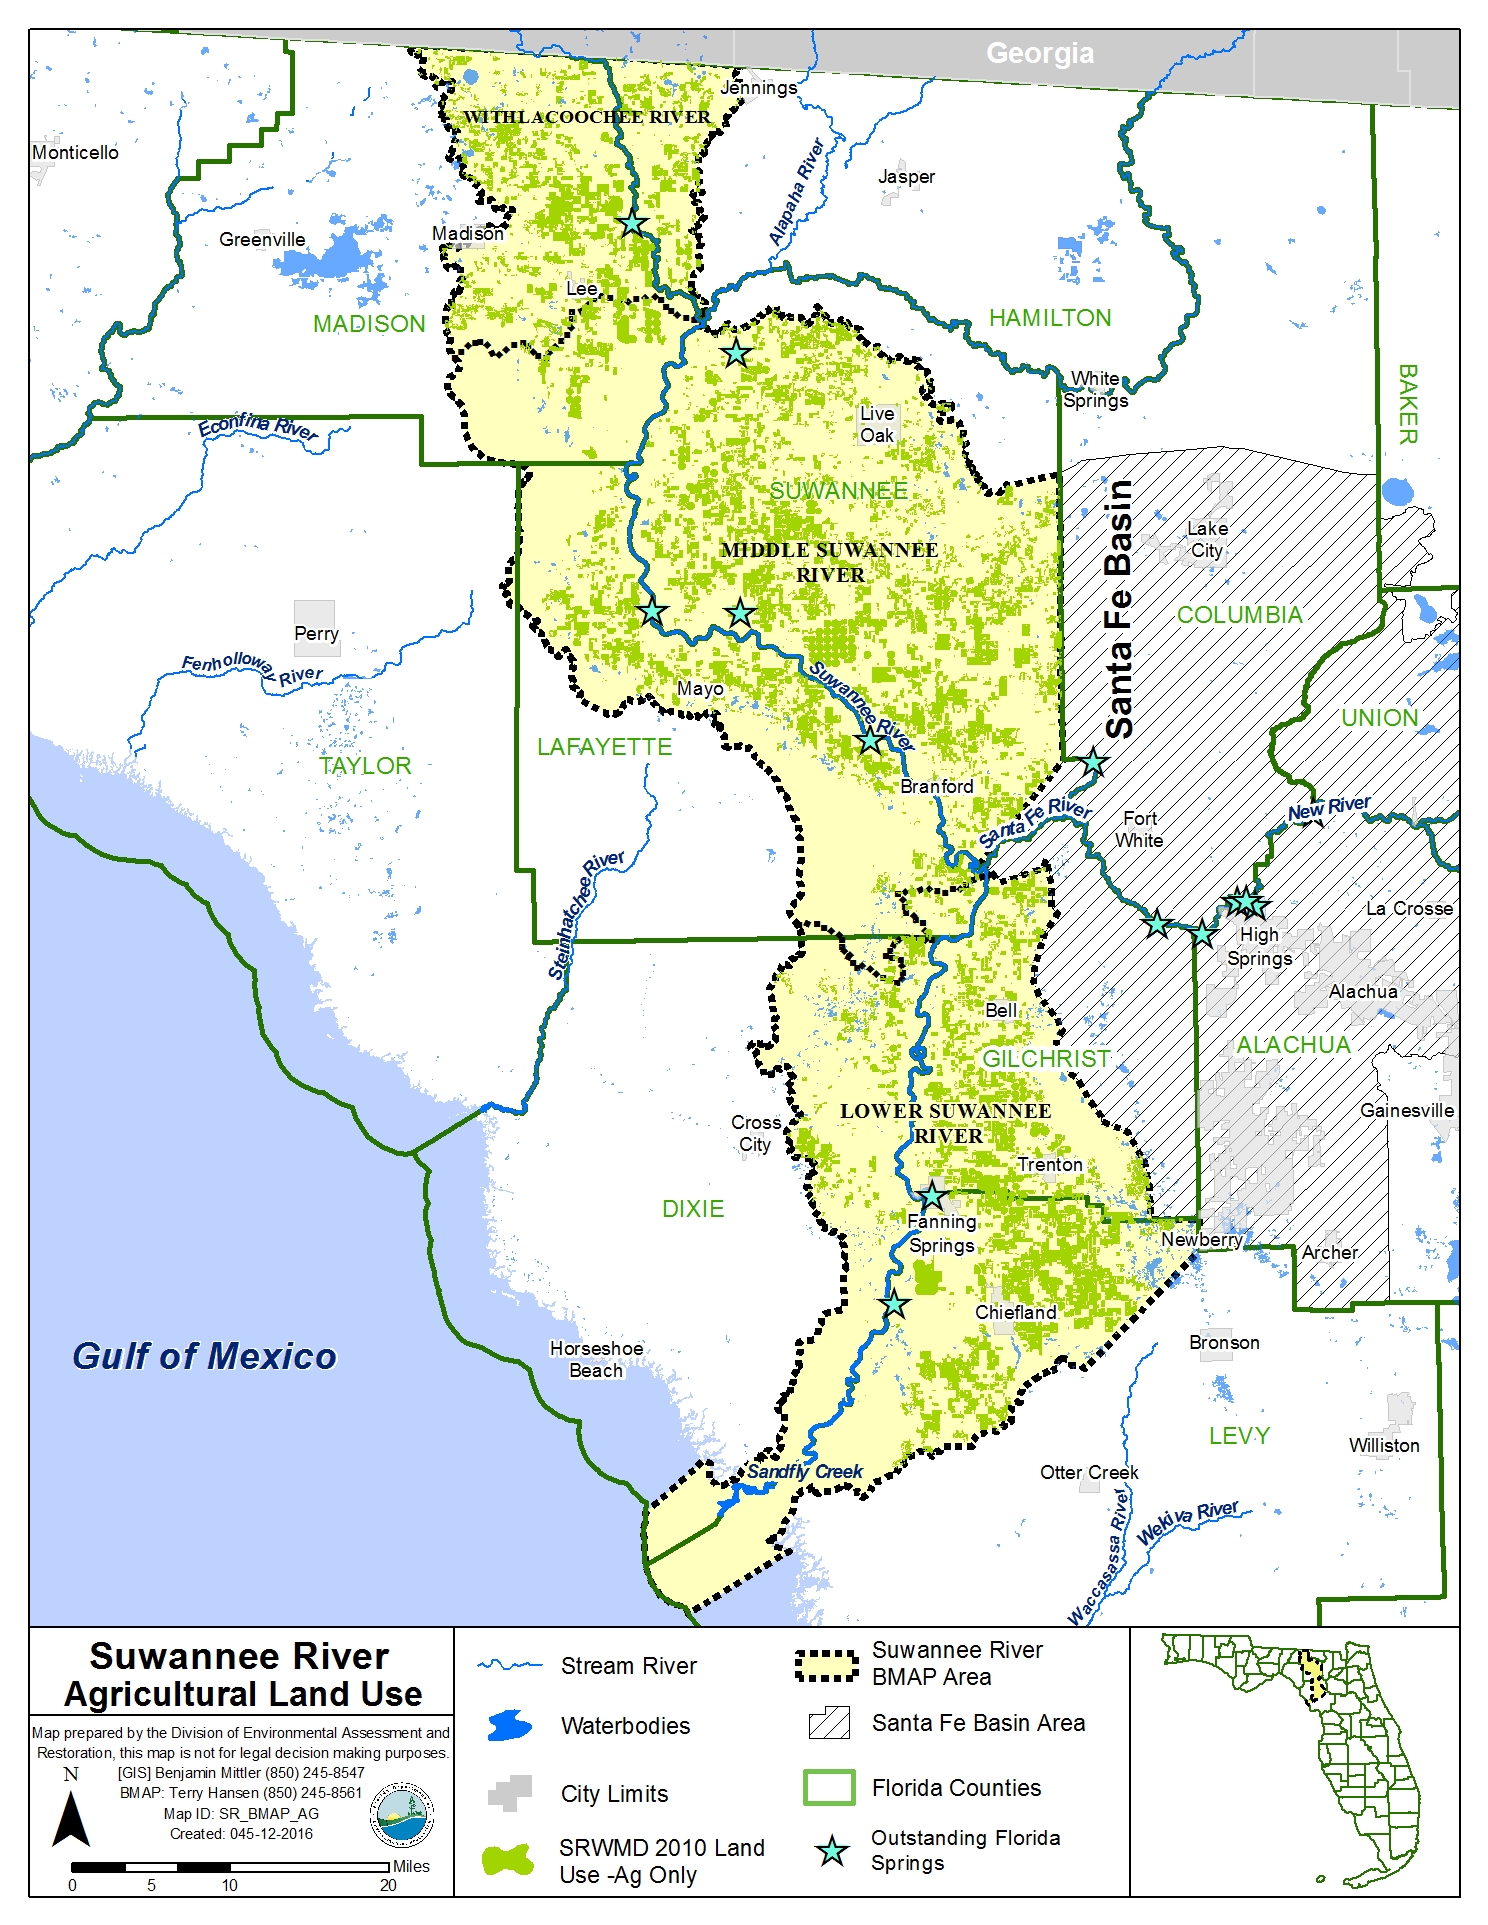 Georgia
Jennings
WITHLACOOCHEE RIVER
Monticello
Alapaha River
Jasper
Greenville
Madison
Lee
MADISON
HAMILTON
White
Springs
BAKER
Live
Oak
Econfina River
SUWANNEE
Santa Fe Basin
Lake
City
MIDDLE SUWANNEE
RIVER
COLUMBIA
Perry
Fenholloway River
Mayo
Suwannee River
UNION
LAFAYETTE
TAYLOR
Branford
Santa Fe River
Fort
White
New River
Steinhatchee River
La Crosse
High
Springs
Alachua
Bell
GILCHRIST
ALACHUA
LOWER SUWANNEE
RIVER
Gainesville
Cross
City
Trenton
DIXIE
Fanning
Springs
Newberry
Archer
Chiefland
Gulf of Mexico
Horseshoe
Beach
Bronson
LEVY
Williston
Sandfly Creek
Otter Creek
Waccasassa River
Wekiva River
Suwannee River
Agricultural Land Use
Map prepared by the Division of Environmental Assessment and
Restoration, this map is not for legal decision making purposes.
[GIS] Benjamin Mittler (850) 245-8547
BMAP: Terry Hansen (850) 245-8561
Map ID: SR_BMAP_AG
Created: 045-12-2016
N
Miles
0 5 10 20
Stream River
Waterbodies
City Limits
SRWMD 2010 Land
Use -Ag Only
Suwannee River
BMAP Area
Santa Fe Basin Area
Florida Counties
Outstanding Florida
Springs